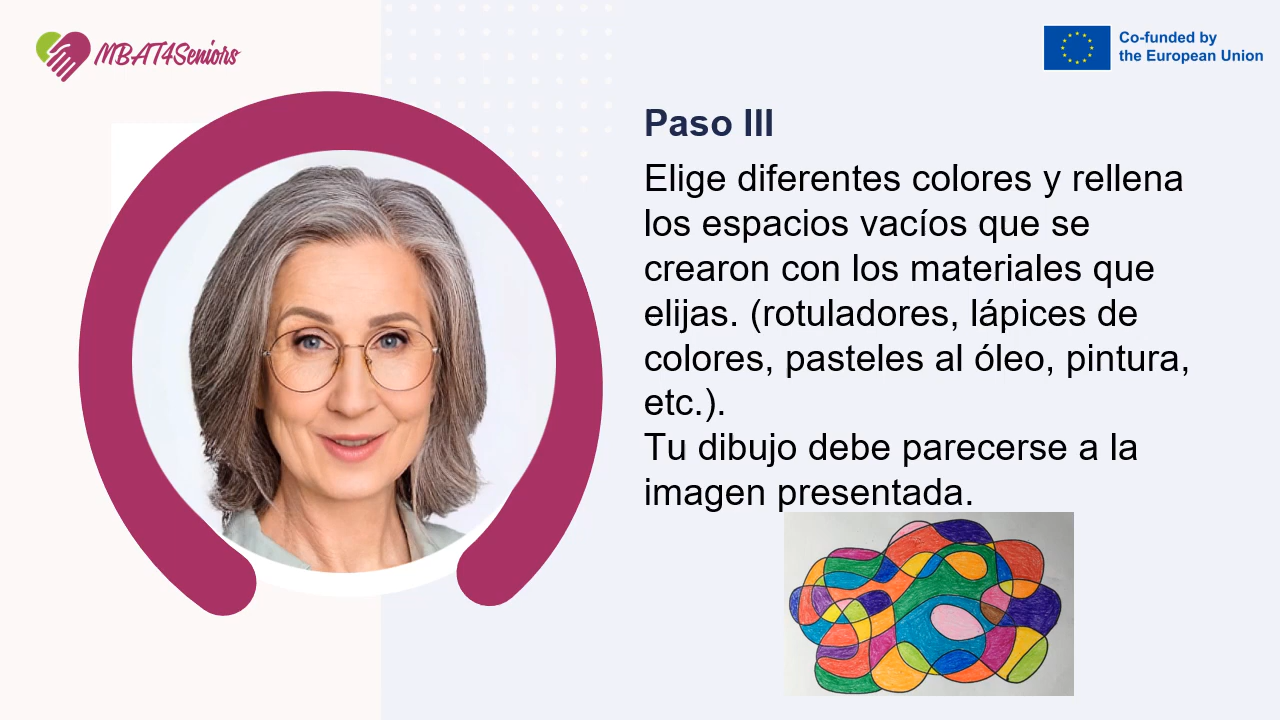 MBAT4Seniors
Co-funded by
the European Union
Paso III
Elige diferentes colores y rellena
los espacios vacíos que se
crearon con los materiales que
elijas. (rotuladores, lápices de
colores, pasteles al óleo, pintura,
etc.).
Tu dibujo debe parecerse a la
imagen presentada.